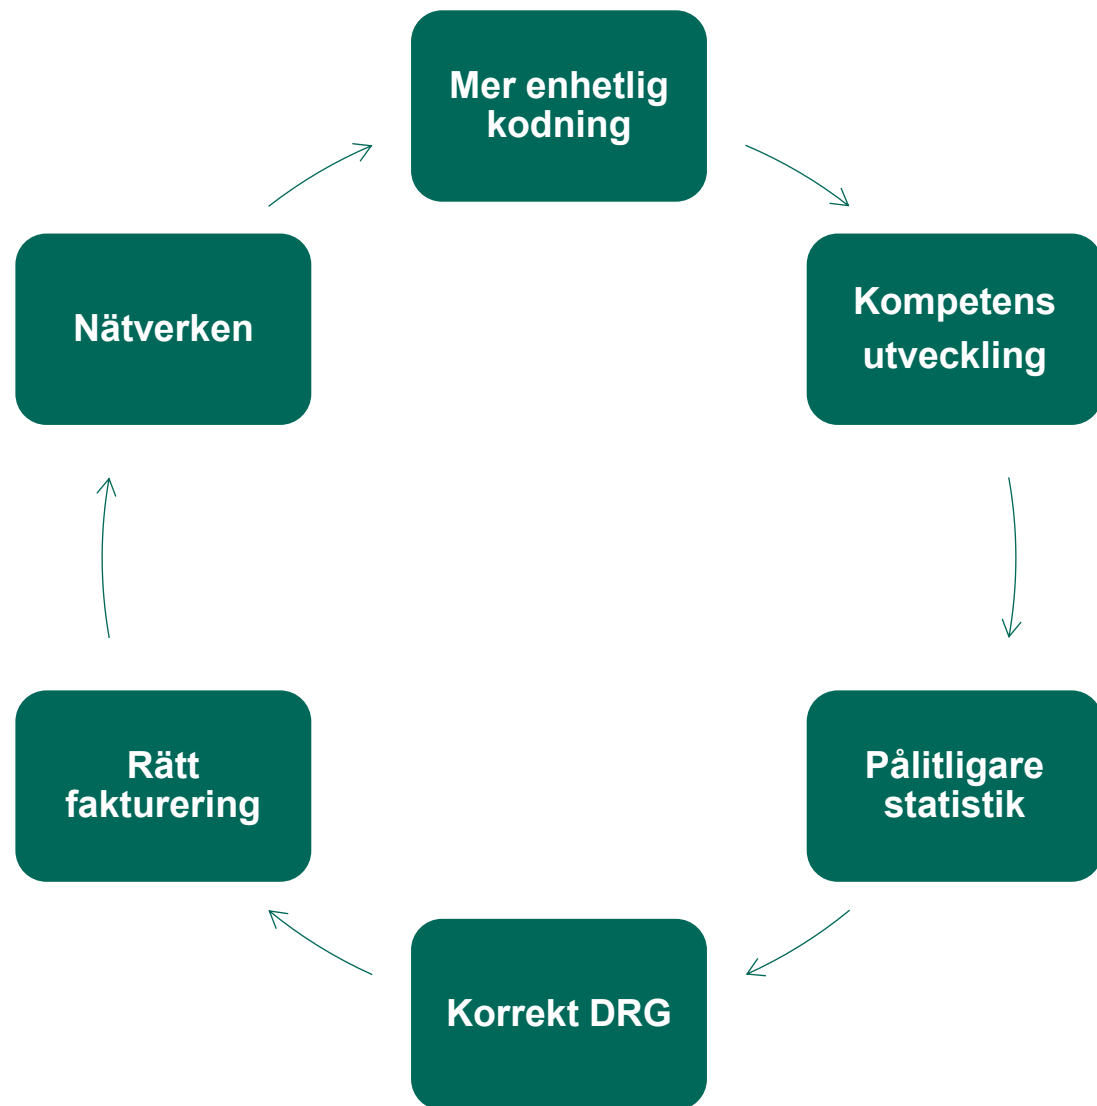 Mer enhetlig
kodning
Kompetens
utveckling
Pålitligare
statistik
Korrekt DRG
Rätt
fakturering
Nätverken